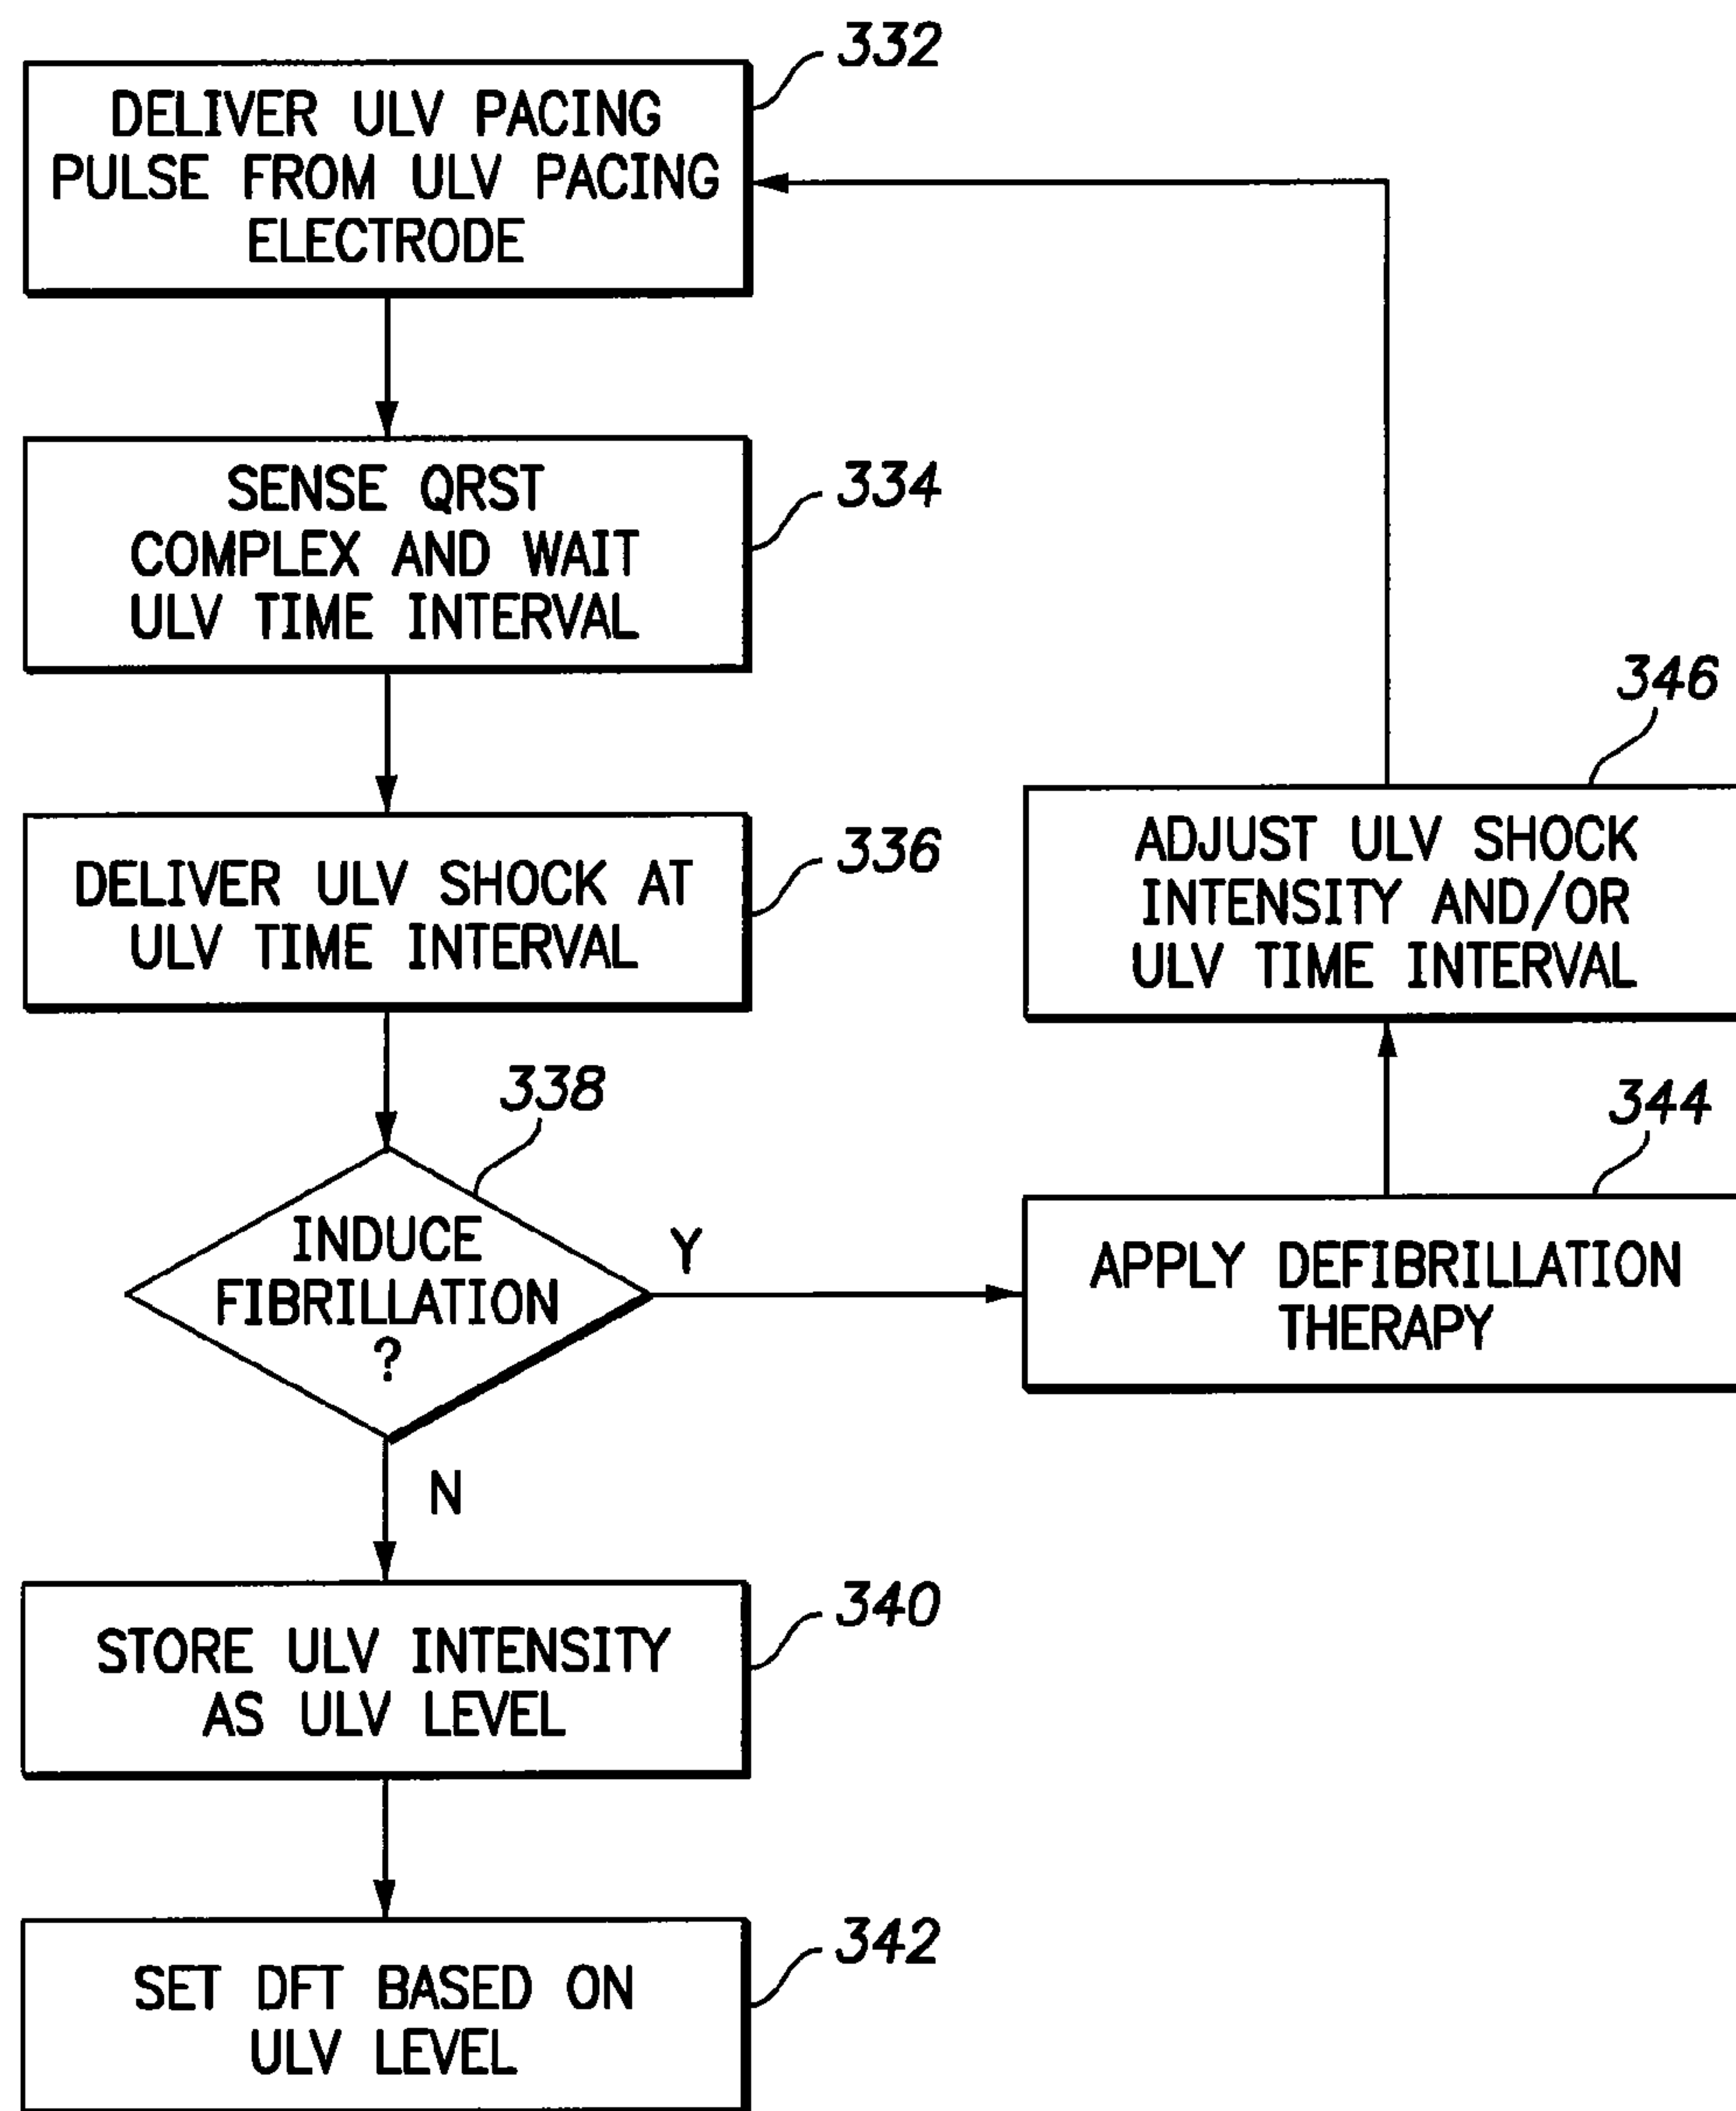 332
DELIVER ULV PACING
PULSE FROM ULV PACING
ELECTRODE
334
SENSE QRST
COMPLEX AND WAIT
ULV TIME INTERVAL
336
DELIVER ULV SHOCK AT
ULV TIME INTERVAL
338
INDUCE
FIBRILLATION
?
Y
N
340
STORE ULV INTENSITY
AS ULV LEVEL
342
SET DFT BASED ON
ULV LEVEL
344
APPLY DEFIBRILLATION
THERAPY
346
ADJUST ULV SHOCK
INTENSITY AND/OR
ULV TIME INTERVAL